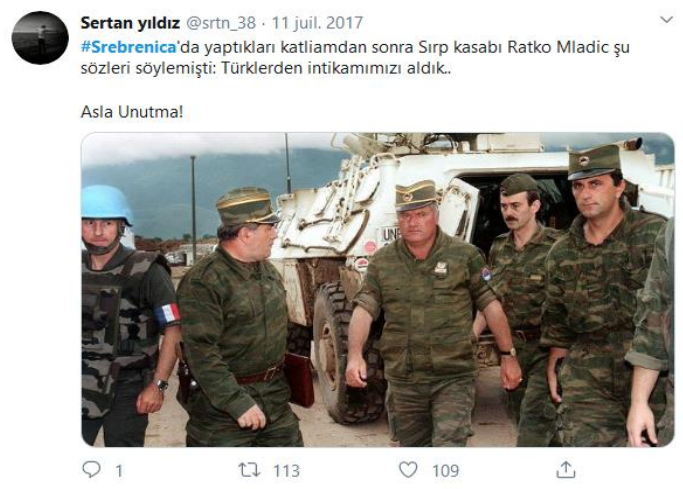 Sertan yıldız @srtn_38 · 11 juil. 2017
#Srebrenica'da yaptıkları katliamdan sonra Sırp kasabı Ratko Mladic şu
sözleri söylemişti: Türklerden intikamımızı aldık..
Asla Unutma!
UN
1 113 109